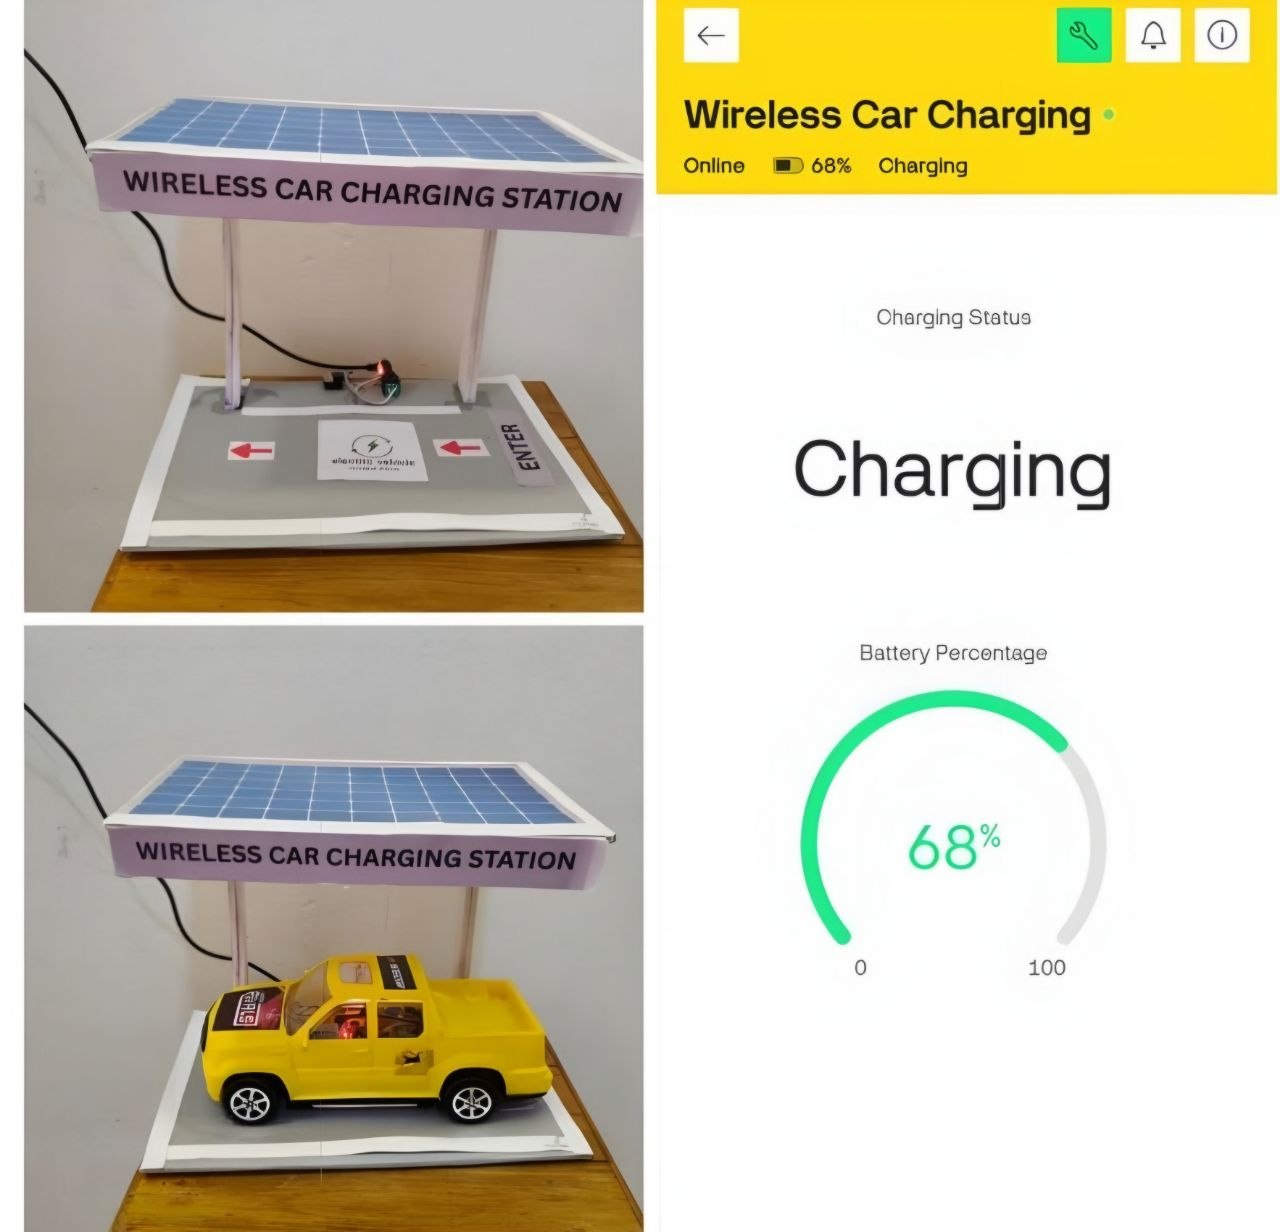 WIRELESS CAR CHARGING STATION
ENTER
WIRELESS CAR CHARGING STATION
Wireless Car Charging
Online 68% Charging
Charging Status
Charging
Battery Percentage
68%
0 100